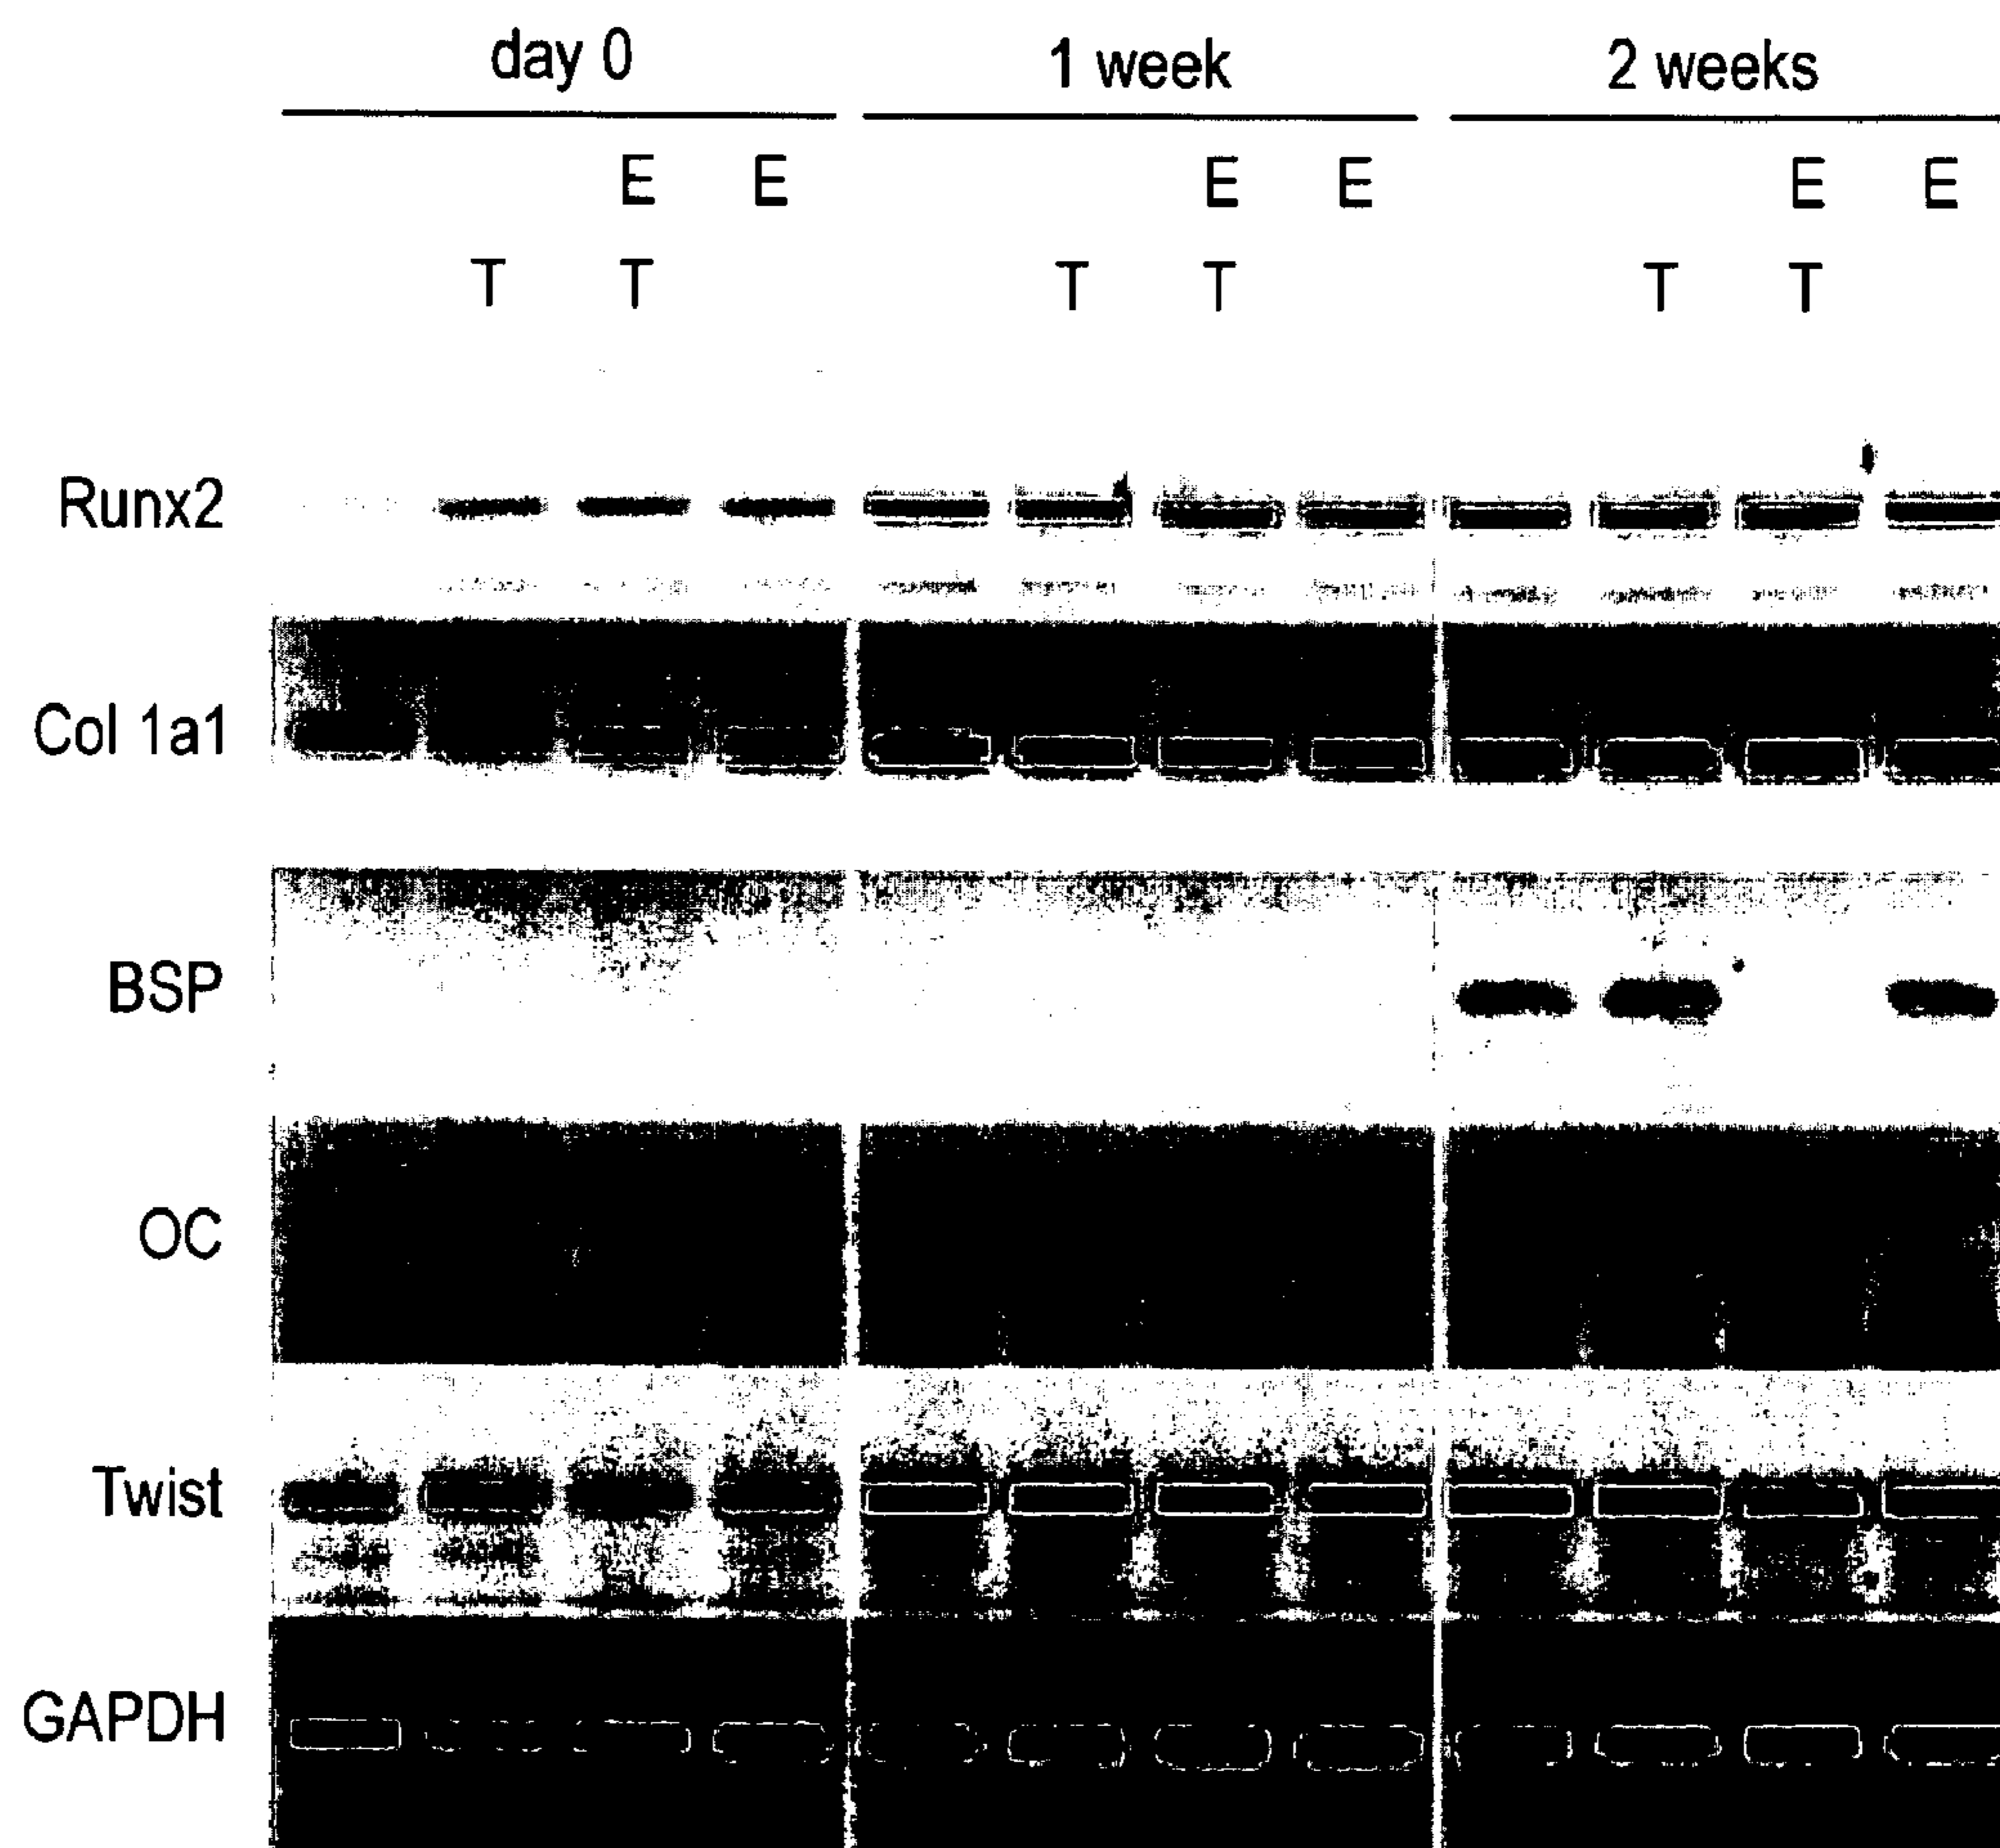 day 0 1 week 2 weeks
E E E E E E
T T T T T T
Runx2
Col 1a1
BSP
OC
Twist
GAPDH